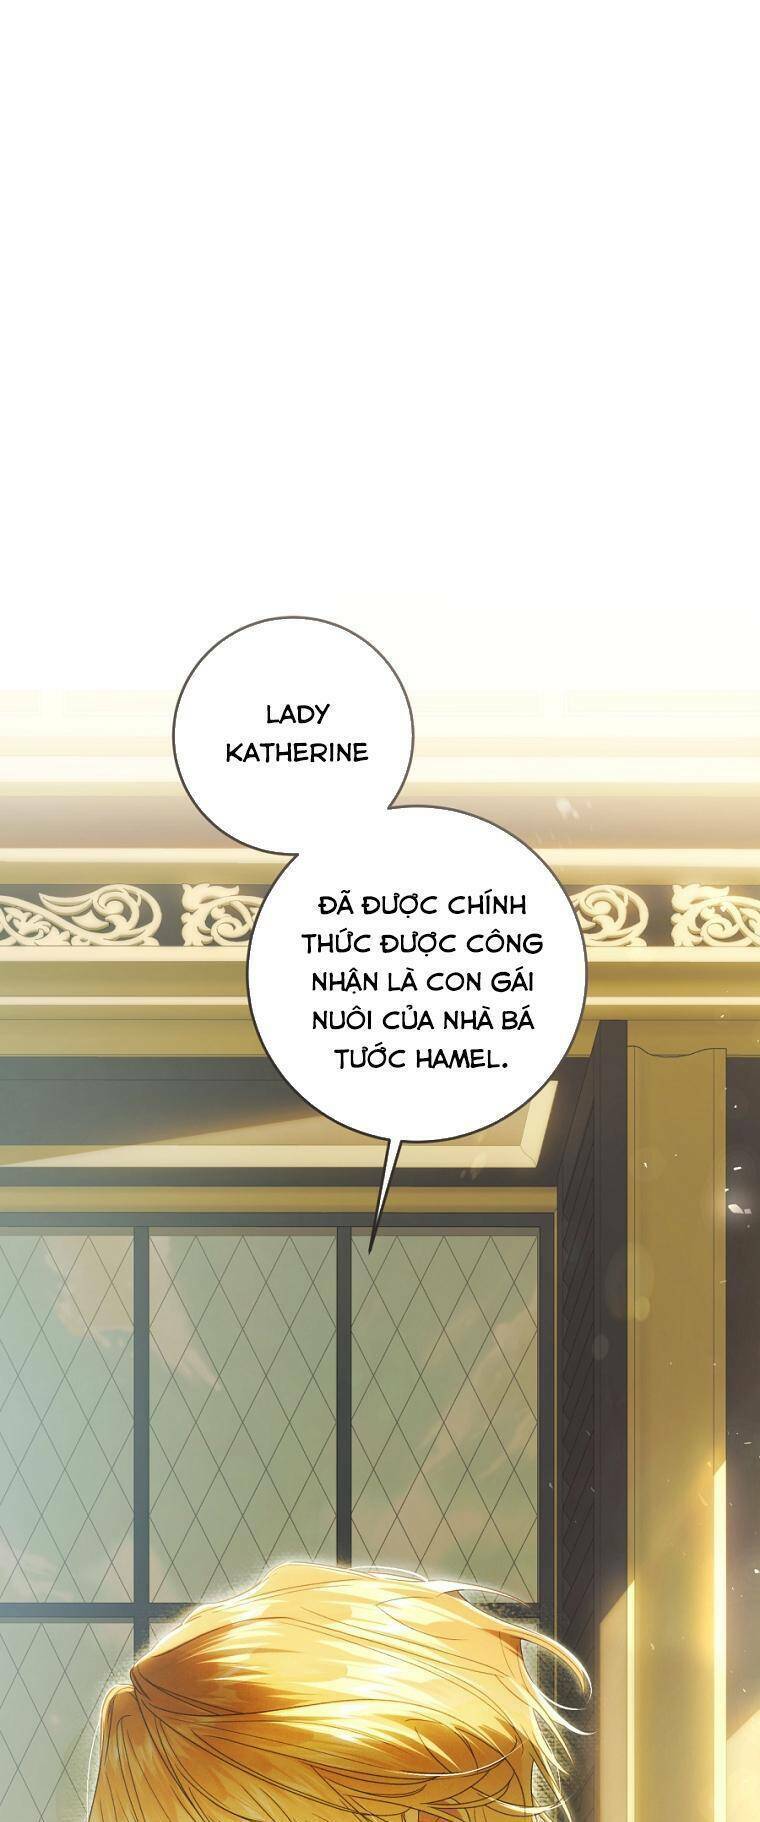 LADY
KATHERINE
ĐÃ ĐƯỢC CHÍNH
THỨC ĐƯỢC CÔNG
NHẬN LÀ CON GÁI
NUÔI CỦA NHÀ BÁ
TƯỚC HAMEL.